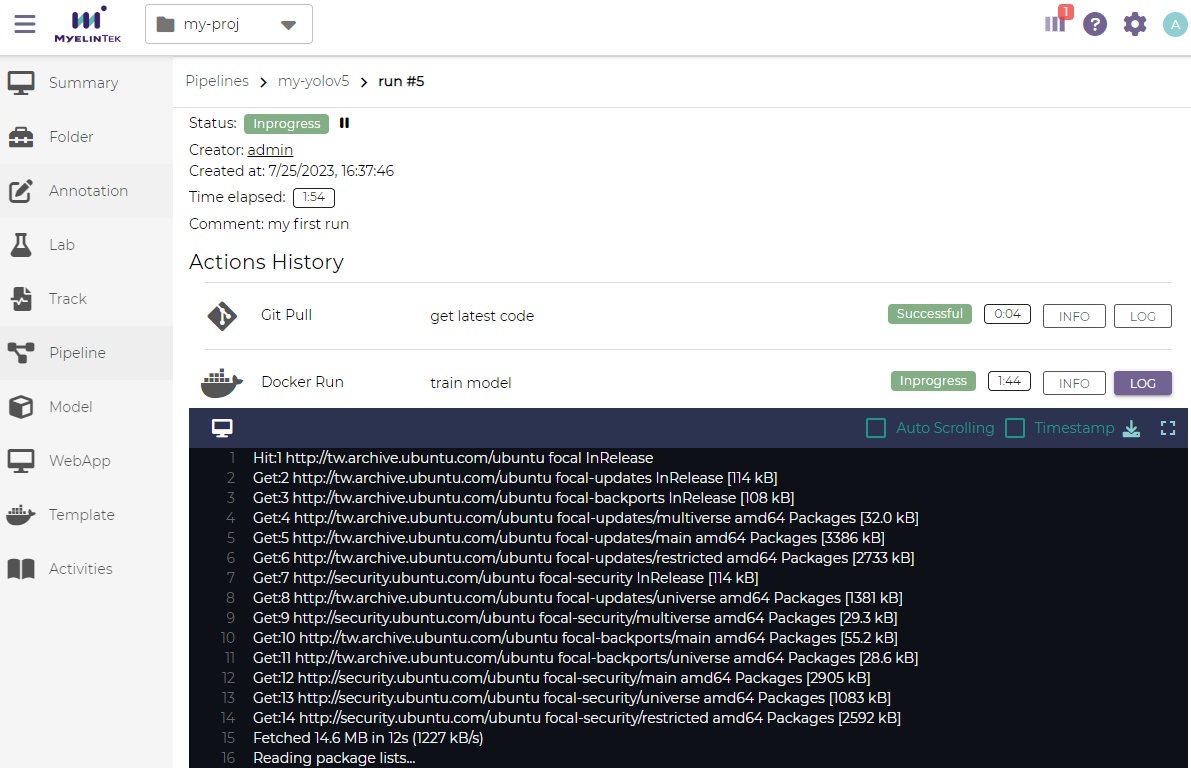 MYELINTEK
my-proj
1
A
Summary
Folder
Annotation
Lab
Track
Pipeline
Model
WebApp
Template
Activities
Pipelines > my-yolov5 > run #5
Status: Inprogress
Creator: admin
Created at: 7/25/2023, 16:37:46
Time elapsed: 1:54
Comment: my first run
Actions History
Git Pull get latest code Successful 0:04 INFO LOG
Docker Run train model Inprogress 1:44 INFO LOG
Auto Scrolling Timestamp
1 Hit:1 http://tw.archive.ubuntu.com/ubuntu focal InRelease
2 Get:2 http://tw.archive.ubuntu.com/ubuntu focal-updates InRelease [114 kB]
3 Get:3 http://tw.archive.ubuntu.com/ubuntu focal-backports InRelease [108 kB]
4 Get:4 http://tw.archive.ubuntu.com/ubuntu focal-updates/multiverse amd64 Packages [32.0 kB]
5 Get:5 http://tw.archive.ubuntu.com/ubuntu focal-updates/main amd64 Packages [3386 kB]
6 Get:6 http://tw.archive.ubuntu.com/ubuntu focal-updates/restricted amd64 Packages [2733 kB]
7 Get:7 http://security.ubuntu.com/ubuntu focal-security InRelease [114 kB]
8 Get:8 http://tw.archive.ubuntu.com/ubuntu focal-updates/universe amd64 Packages [1381 kB]
9 Get:9 http://security.ubuntu.com/ubuntu focal-security/multiverse amd64 Packages [29.3 kB]
10 Get:10 http://tw.archive.ubuntu.com/ubuntu focal-backports/main amd64 Packages [55.2 kB]
11 Get:11 http://tw.archive.ubuntu.com/ubuntu focal-backports/universe amd64 Packages [28.6 kB]
12 Get:12 http://security.ubuntu.com/ubuntu focal-security/main amd64 Packages [2905 kB]
13 Get:13 http://security.ubuntu.com/ubuntu focal-security/universe amd64 Packages [1083 kB]
14 Get:14 http://security.ubuntu.com/ubuntu focal-security/restricted amd64 Packages [2592 kB]
15 Fetched 14.6 MB in 12s (1227 kB/s)
16 Reading package lists...